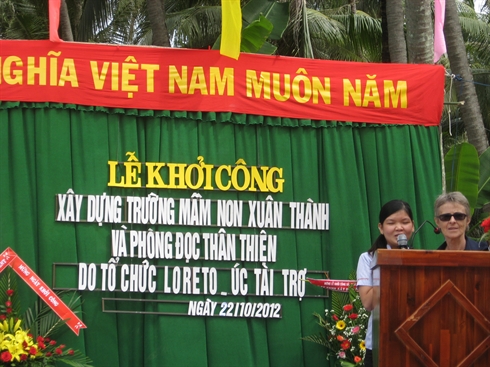 NGHĨA VIỆT NAM MUÔN NĂM
LỄ KHỞI CÔNG
XÂY DỰNG TRƯỜNG MẦM NON XUÂN THÀNH
VÀ PHÒNG ĐỌC THÂN THIỆN
DO TỔ CHỨC LORETO _ ÚC TÀI TRỢ
NGÀY 22/10/2012